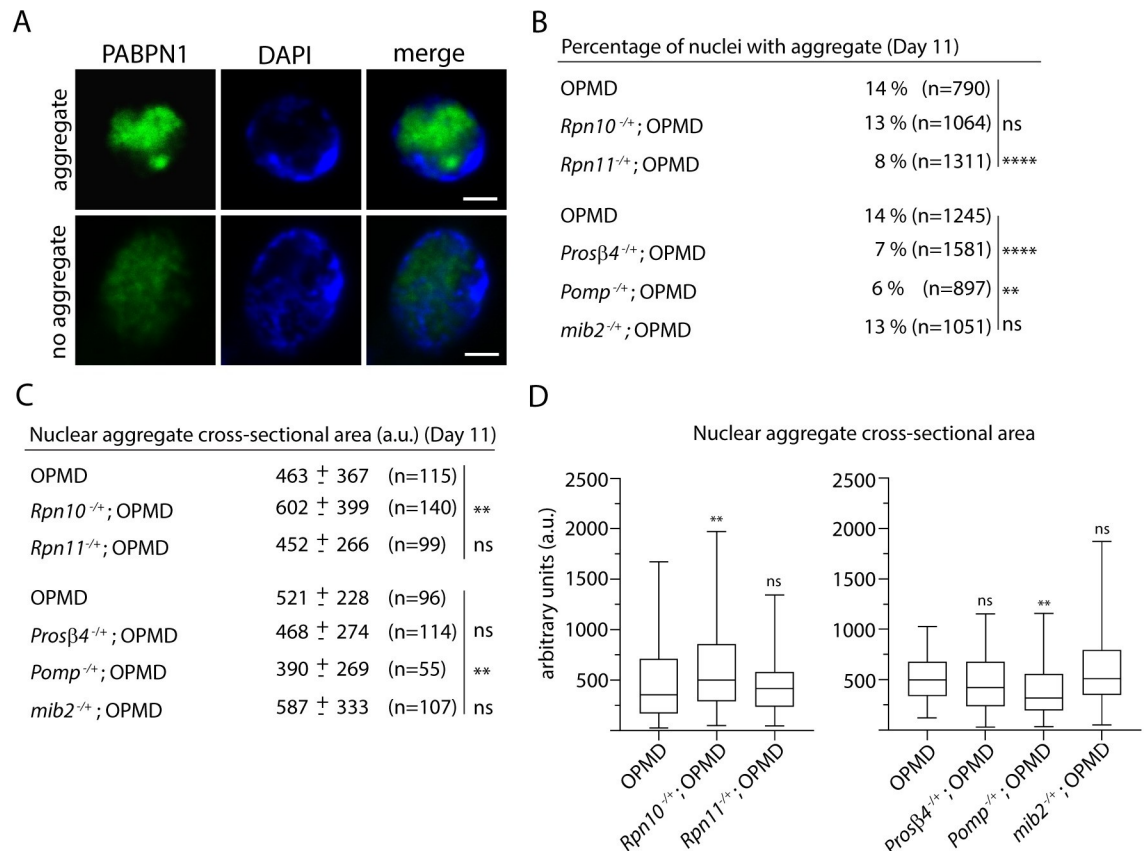 A
PABPN1 DAPI merge
aggregate
no aggregate
B
Percentage of nuclei with aggregate (Day 11)
OPMD 14 % (n=790)
Rpn10 -/+; OPMD 13 % (n=1064) ns
Rpn11 -/+; OPMD 8 % (n=1311) ****
OPMD 14 % (n=1245)
Prosβ4 -/+; OPMD 7 % (n=1581) ****
Pomp -/+; OPMD 6 % (n=897) **
mib2 -/+; OPMD 13 % (n=1051) ns
C
Nuclear aggregate cross-sectional area (a.u.) (Day 11)
OPMD 463 ± 367 (n=115)
Rpn10 -/+; OPMD 602 ± 399 (n=140) **
Rpn11 -/+; OPMD 452 ± 266 (n=99) ns
OPMD 521 ± 228 (n=96)
Prosβ4 -/+; OPMD 468 ± 274 (n=114) ns
Pomp -/+; OPMD 390 ± 269 (n=55) **
mib2 -/+; OPMD 587 ± 333 (n=107) ns
D
Nuclear aggregate cross-sectional area
arbitrary units (a.u.)
2500
2000
1500
1000
500
**
ns
OPMD
Rpn10 -/+; OPMD
Rpn11 -/+; OPMD
2500
2000
1500
1000
500
ns
**
ns
OPMD
Prosβ4 -/+; OPMD
Pomp -/+; OPMD
mib2 -/+; OPMD